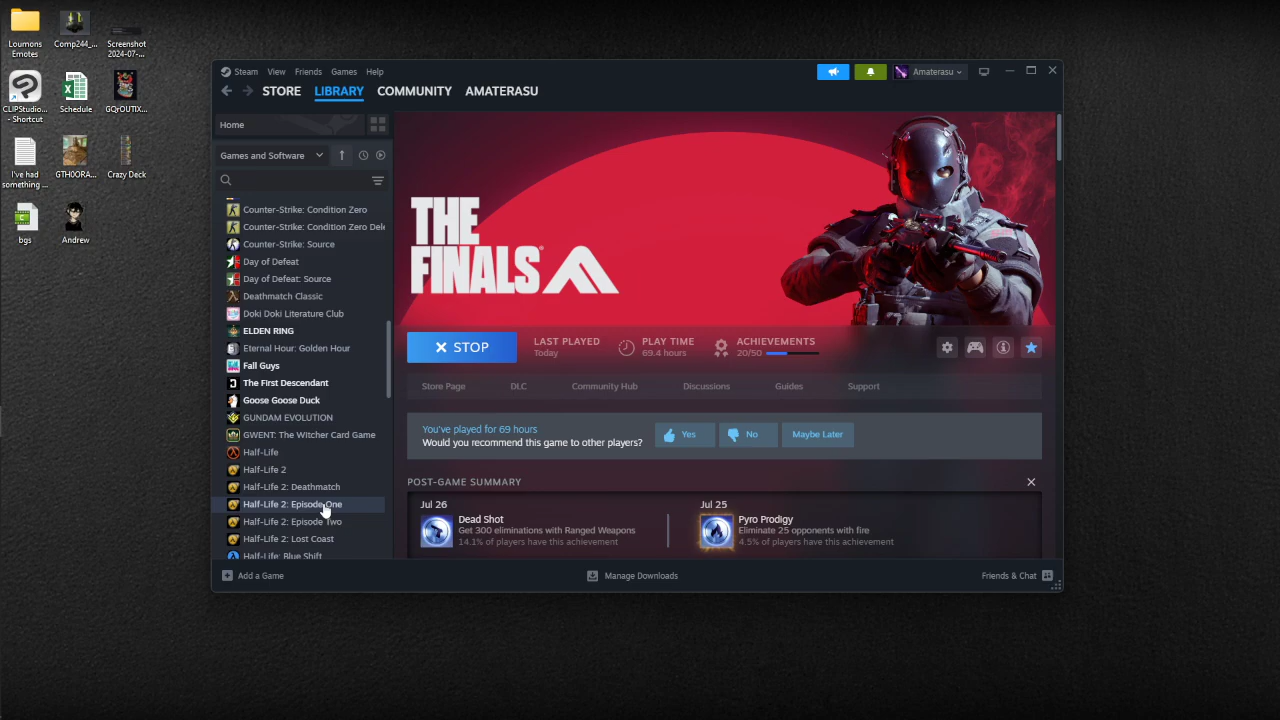 Loumons
Emotes
Comp244_...
Screenshot
2024-07-...
CLIPStudio...
- Shortcut
Schedule
GQrOUTIX...
I've had
something ...
GTH0ORA...
Crazy Deck
bgs
Andrew
Steam View Friends Games Help
Amaterasu
STORE LIBRARY COMMUNITY AMATERASU
Home
Games and Software
Counter-Strike: Condition Zero
Counter-Strike: Condition Zero Dele
Counter-Strike: Source
Day of Defeat
Day of Defeat: Source
Deathmatch Classic
Doki Doki Literature Club
ELDEN RING
Eternal Hour: Golden Hour
Fall Guys
The First Descendant
Goose Goose Duck
GUNDAM EVOLUTION
GWENT: The Witcher Card Game
Half-Life
Half-Life 2
Half-Life 2: Deathmatch
Half-Life 2: Episode One
Half-Life 2: Episode Two
Half-Life 2: Lost Coast
Half-Life: Blue Shift
THE
FINALS
STOP
LAST PLAYED
Today
PLAY TIME
69.4 hours
ACHIEVEMENTS
20/50
Store Page DLC Community Hub Discussions Guides Support
You've played for 69 hours
Would you recommend this game to other players?
Yes No Maybe Later
POST-GAME SUMMARY
Jul 26
Dead Shot
Get 300 eliminations with Ranged Weapons
14.1% of players have this achievement
Jul 25
Pyro Prodigy
Eliminate 25 opponents with fire
4.5% of players have this achievement
Add a Game
Manage Downloads
Friends & Chat